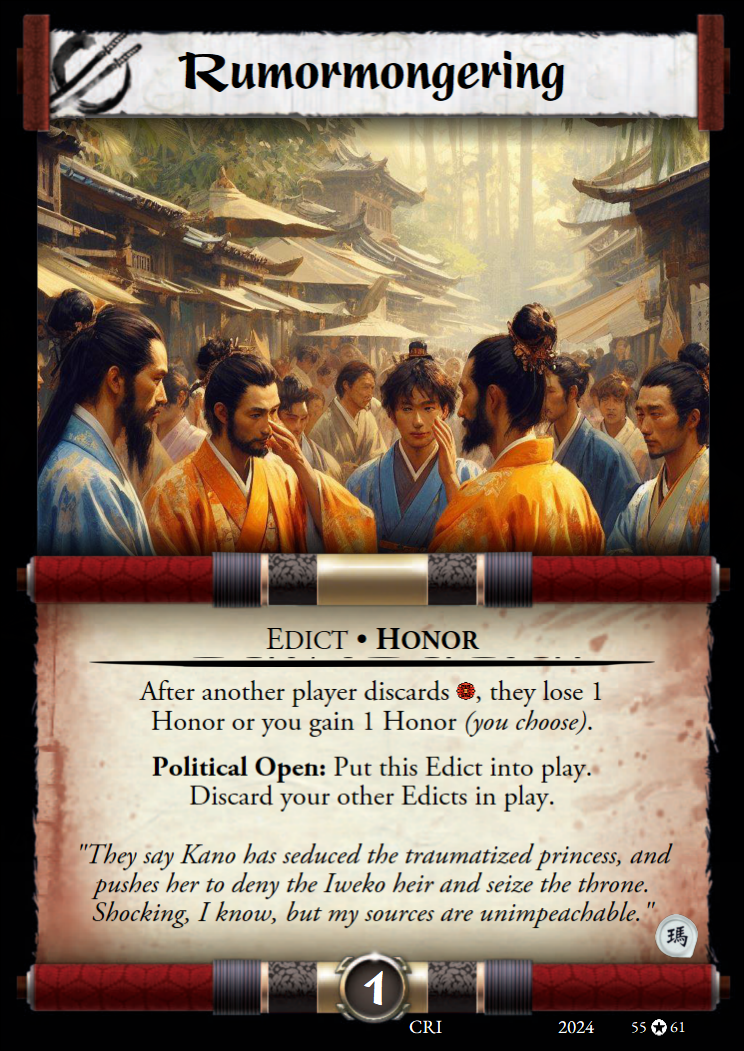 Rumormongering
EDICT • HONOR
After another player discards , they lose 1
Honor or you gain 1 Honor (you choose).
Political Open: Put this Edict into play.
Discard your other Edicts in play.
"They say Kano has seduced the traumatized princess, and
pushes her to deny the Iweko heir and seize the throne.
Shocking, I know, but my sources are unimpeachable."
瑪
1
CRI 2024 55 ✪ 61